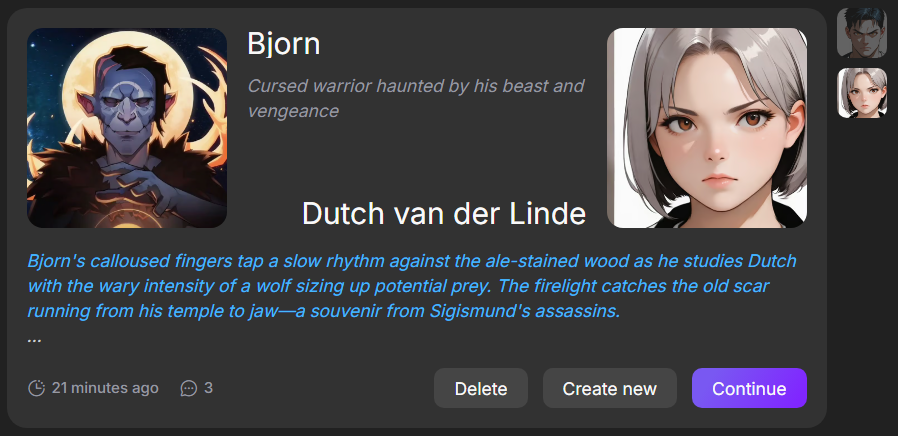 Bjorn
Cursed warrior haunted by his beast and
vengeance
Dutch van der Linde
Bjorn's calloused fingers tap a slow rhythm against the ale-stained wood as he studies Dutch
with the wary intensity of a wolf sizing up potential prey. The firelight catches the old scar
running from his temple to jaw—a souvenir from Sigismund's assassins.
...
21 minutes ago 3
Delete Create new Continue